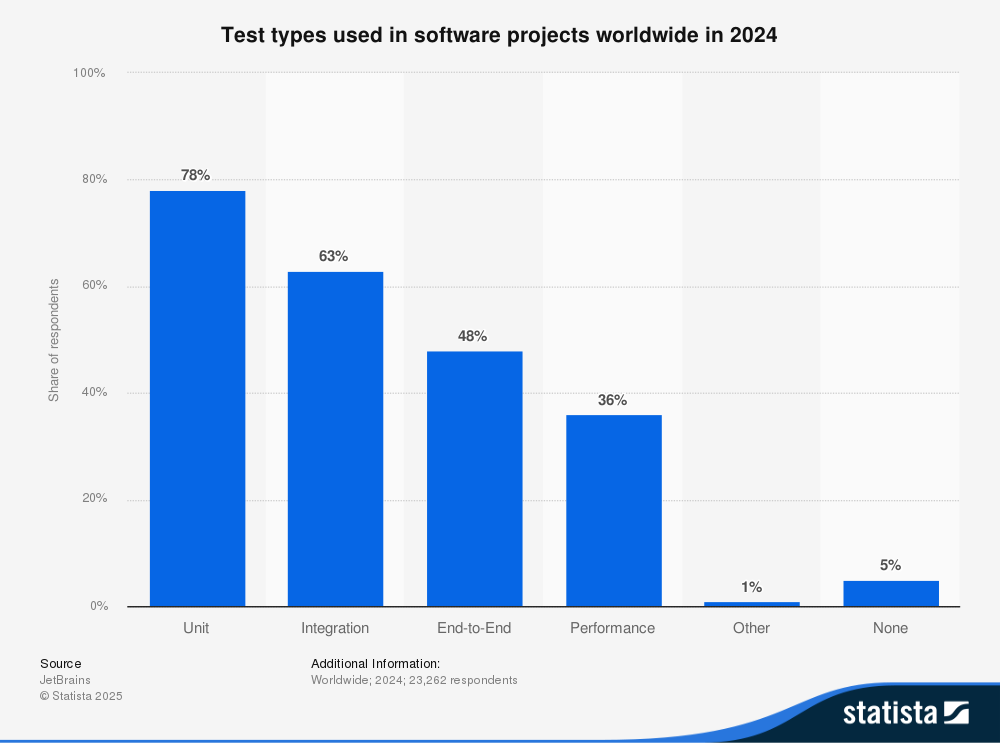 Test types used in software projects worldwide in 2024
Share of respondents
100%
80%
60%
40%
20%
0%
78%
63%
48%
36%
1%
5%
Unit
Integration
End-to-End
Performance
Other
None
Source
JetBrains
© Statista 2025
Additional Information:
Worldwide; 2024; 23,262 respondents
statista